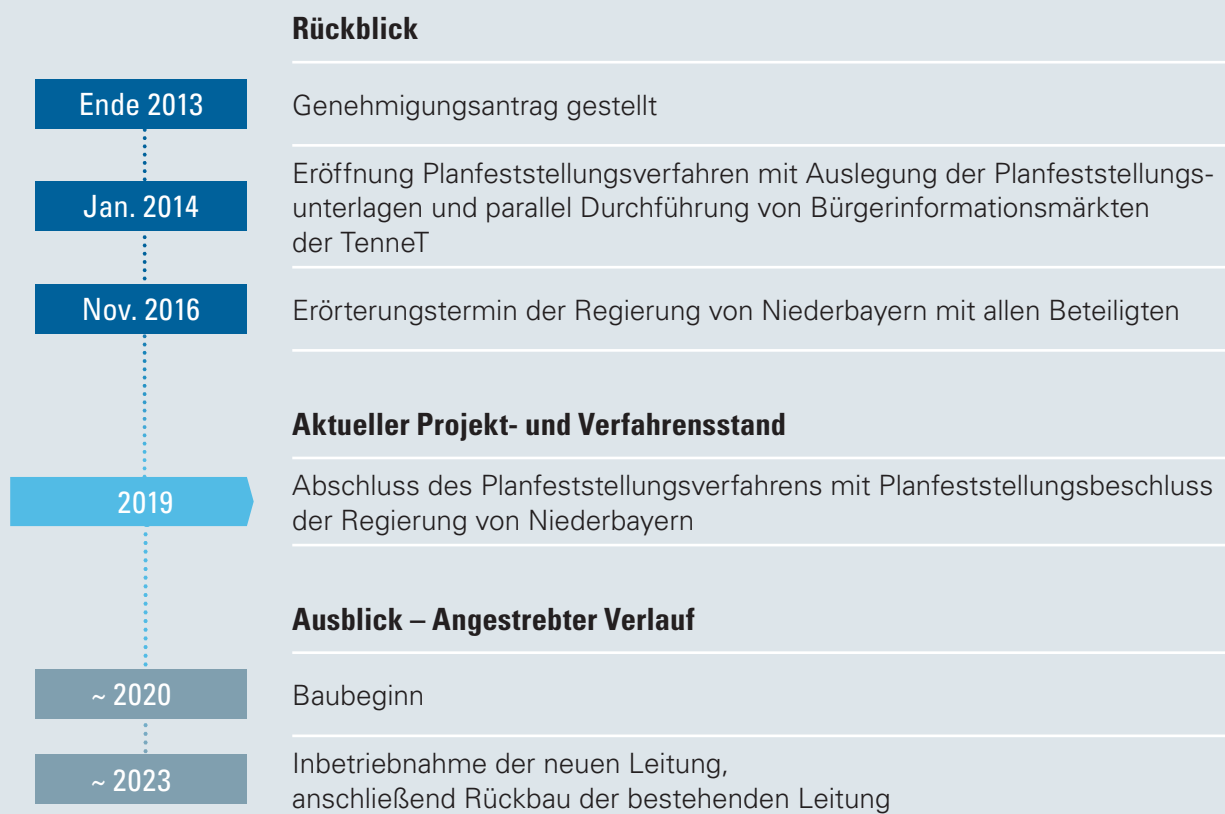 Rückblick
Ende 2013
Genehmigungsantrag gestellt
Jan. 2014
Eröffnung Planfeststellungsverfahren mit Auslegung der Planfeststellungs-
unterlagen und parallel Durchführung von Bürgerinformationsmärkten
der TenneT
Nov. 2016
Erörterungstermin der Regierung von Niederbayern mit allen Beteiligten
Aktueller Projekt- und Verfahrensstand
2019
Abschluss des Planfeststellungsverfahrens mit Planfeststellungsbeschluss
der Regierung von Niederbayern
Ausblick – Angestrebter Verlauf
~ 2020
Baubeginn
~ 2023
Inbetriebnahme der neuen Leitung,
anschließend Rückbau der bestehenden Leitung